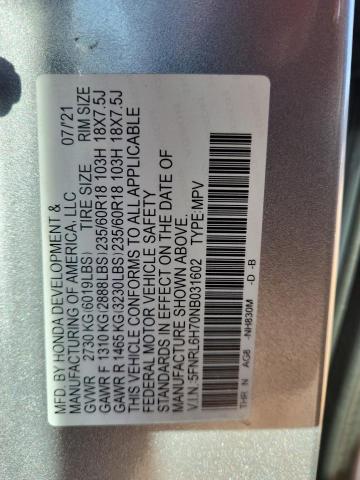 MFD. BY HONDA DEVELOPMENT &
MANUFACTURING OF AMERICA, LLC 07/'21
GVWR 2730 KG (6019LBS) TIRE SIZE RIM SIZE
GAWR F 1310 KG (2888LBS) 235/60R18 103H 18X7.5J
GAWR R 1465 KG (3230LBS) 235/60R18 103H 18X7.5J
THIS VEHICLE CONFORMS TO ALL APPLICABLE
FEDERAL MOTOR VEHICLE SAFETY
STANDARDS IN EFFECT ON THE DATE OF
MANUFACTURE SHOWN ABOVE.
V.I.N. :5FNRL6H70NB031602 TYPE:MPV
THR N AG6 -NH830M -D -B